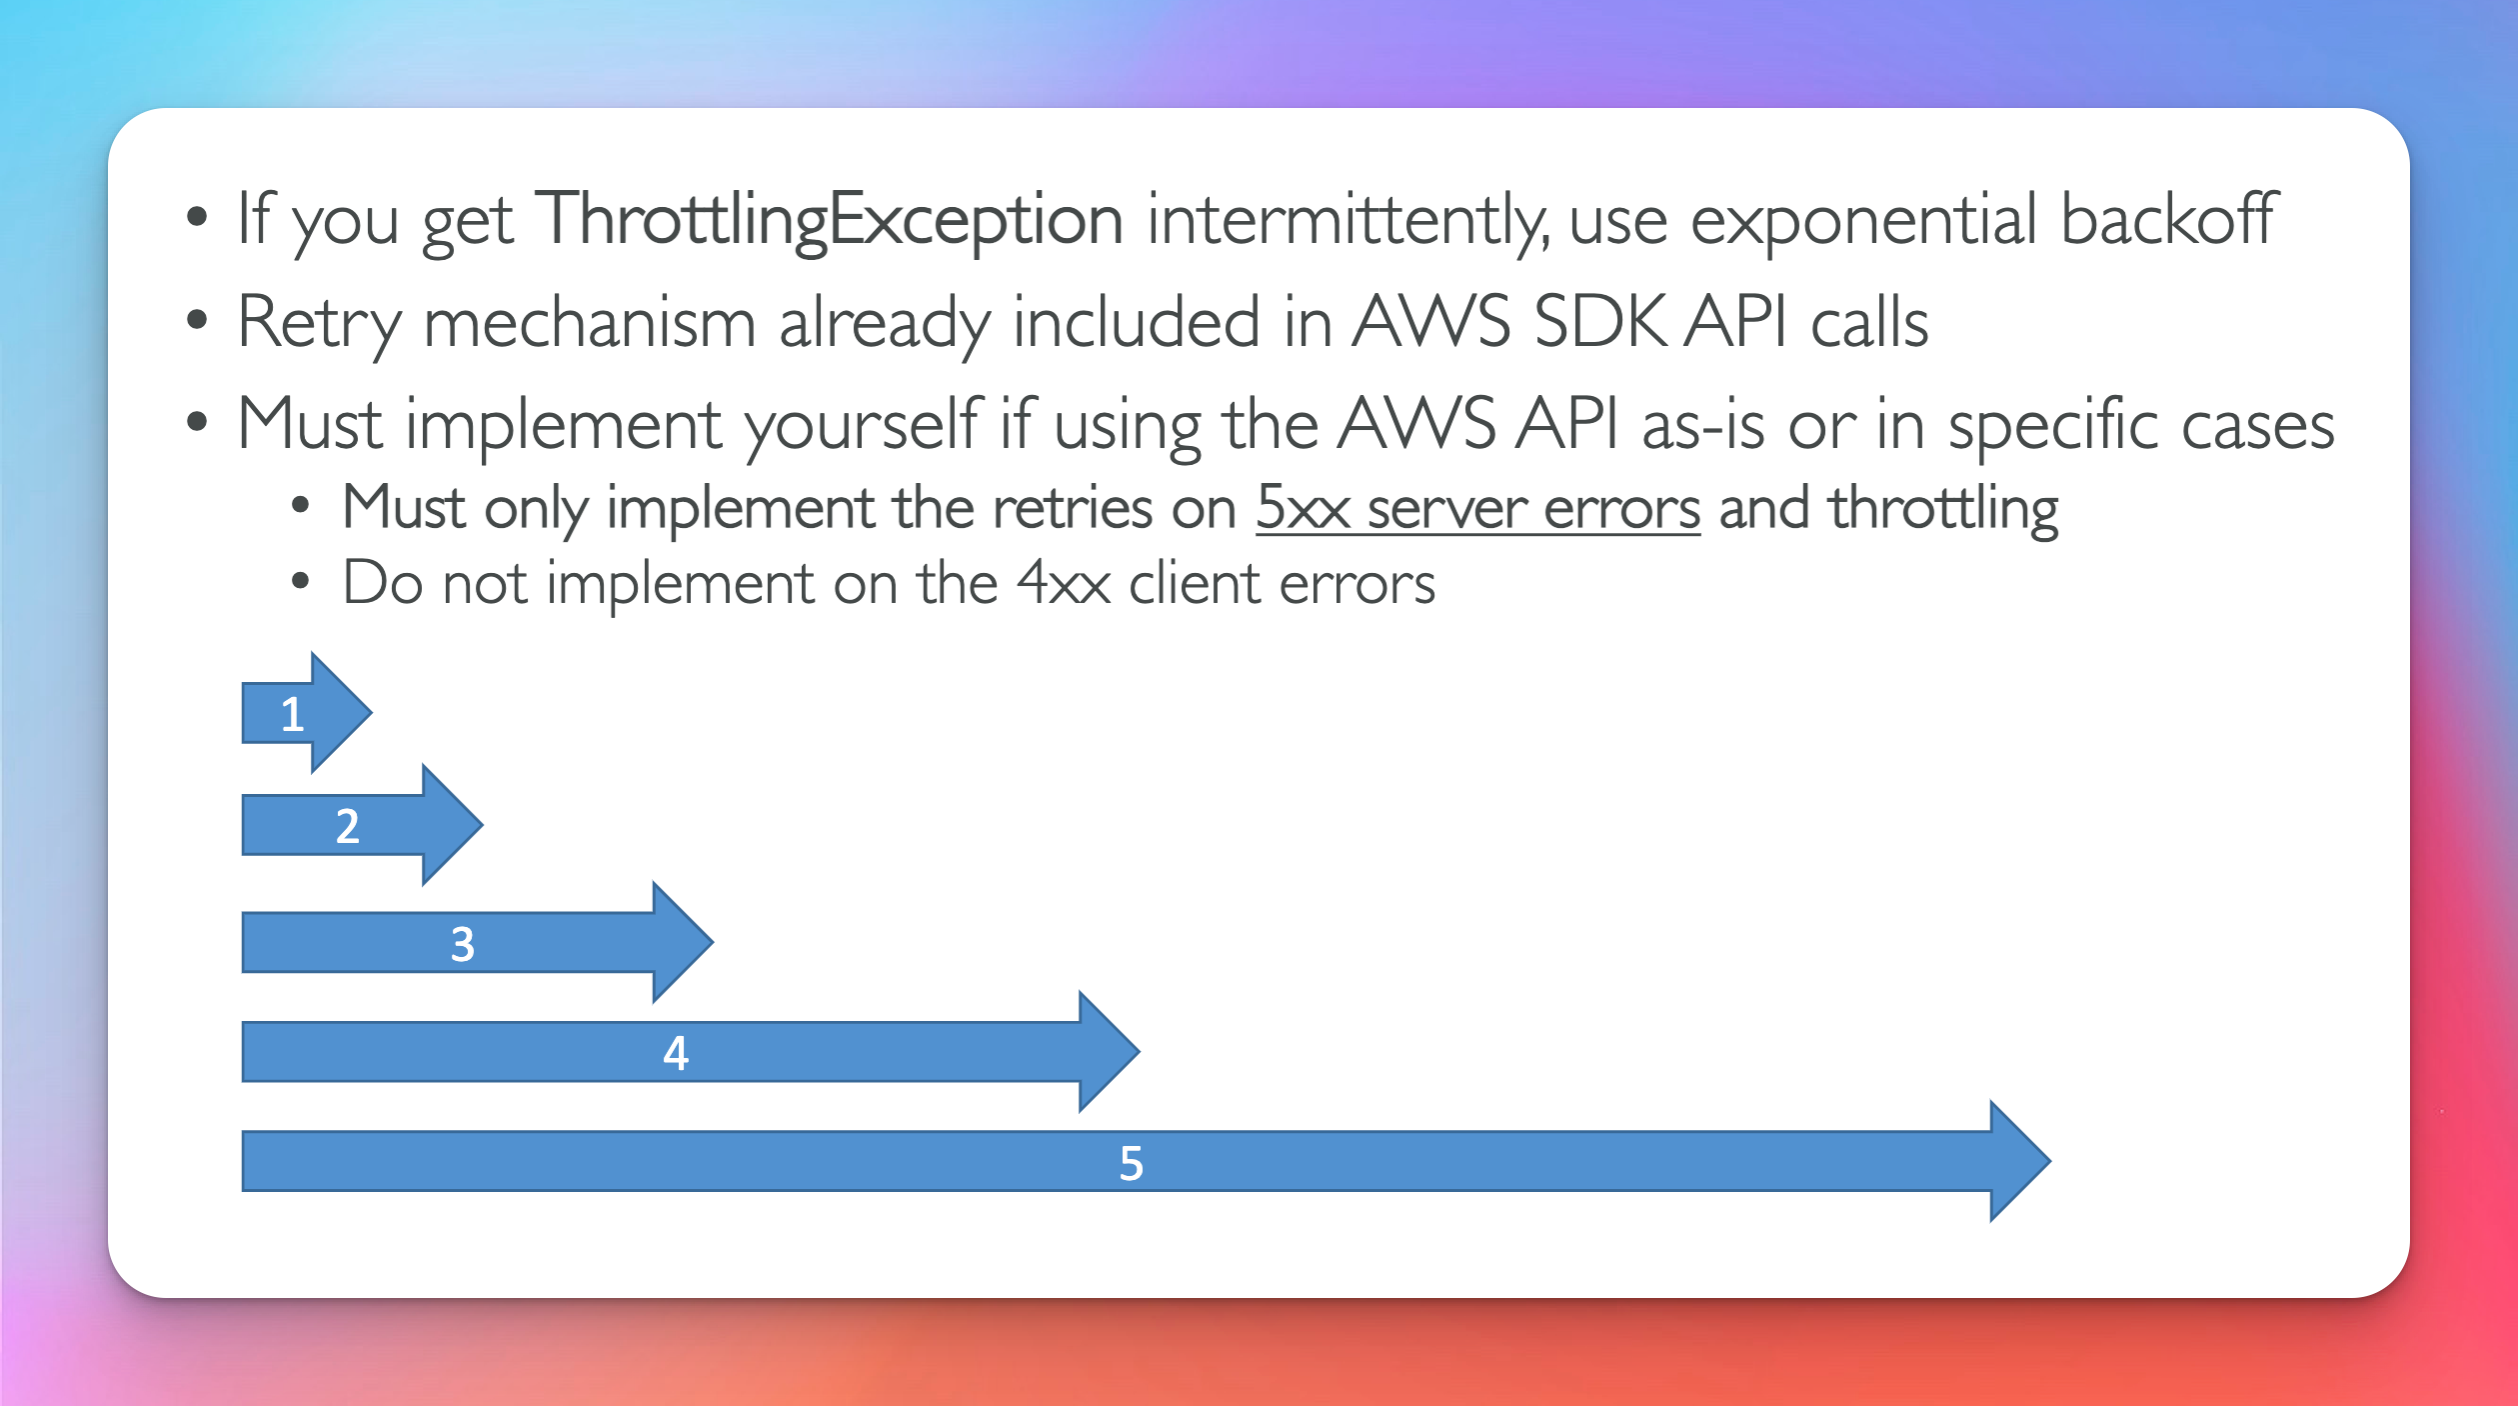 • If you get ThrottlingException intermittently, use exponential backoff
• Retry mechanism already included in AWS SDK API calls
• Must implement yourself if using the AWS API as-is or in specific cases
• Must only implement the retries on 5xx server errors and throttling
• Do not implement on the 4xx client errors
1
2
3
4
5